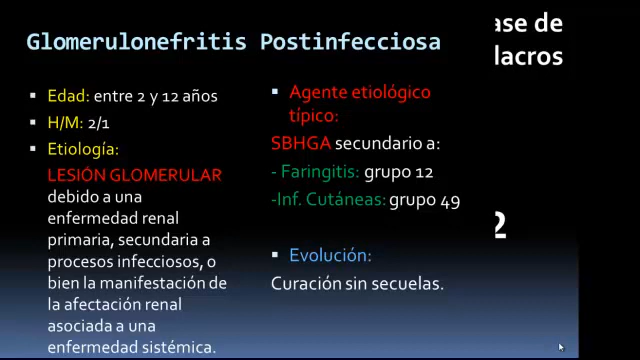 Glomerulonefritis Postinfecciosa
Edad: entre 2 y 12 años
H/M: 2/1
Etiología:
LESIÓN GLOMERULAR
debido a una
enfermedad renal
primaria, secundaria a
procesos infecciosos, o
bien la manifestación de
la afectación renal
asociada a una
enfermedad sistémica.
Agente etiológico
típico:
SBHGA secundario a:
- Faringitis: grupo 12
-Inf. Cutáneas: grupo 49
Evolución:
Curación sin secuelas.
ase de
lacros
2